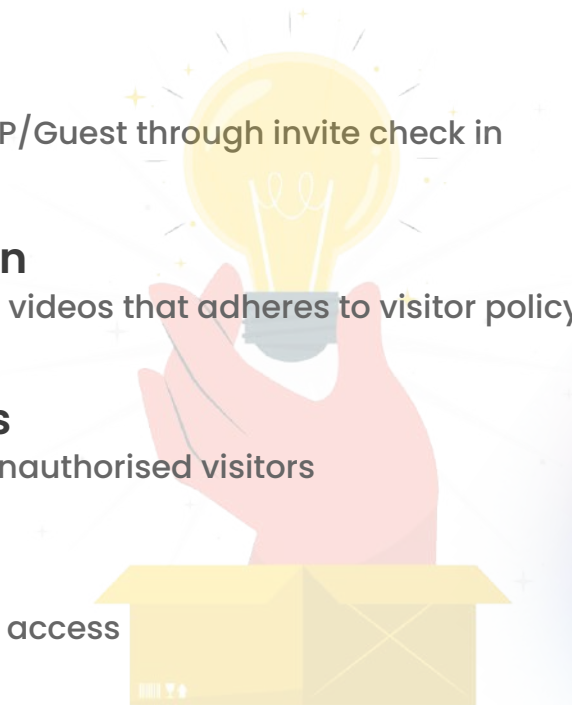 P/Guest through invite check in
n
videos that adheres to visitor policy
s
nauthorised visitors
access